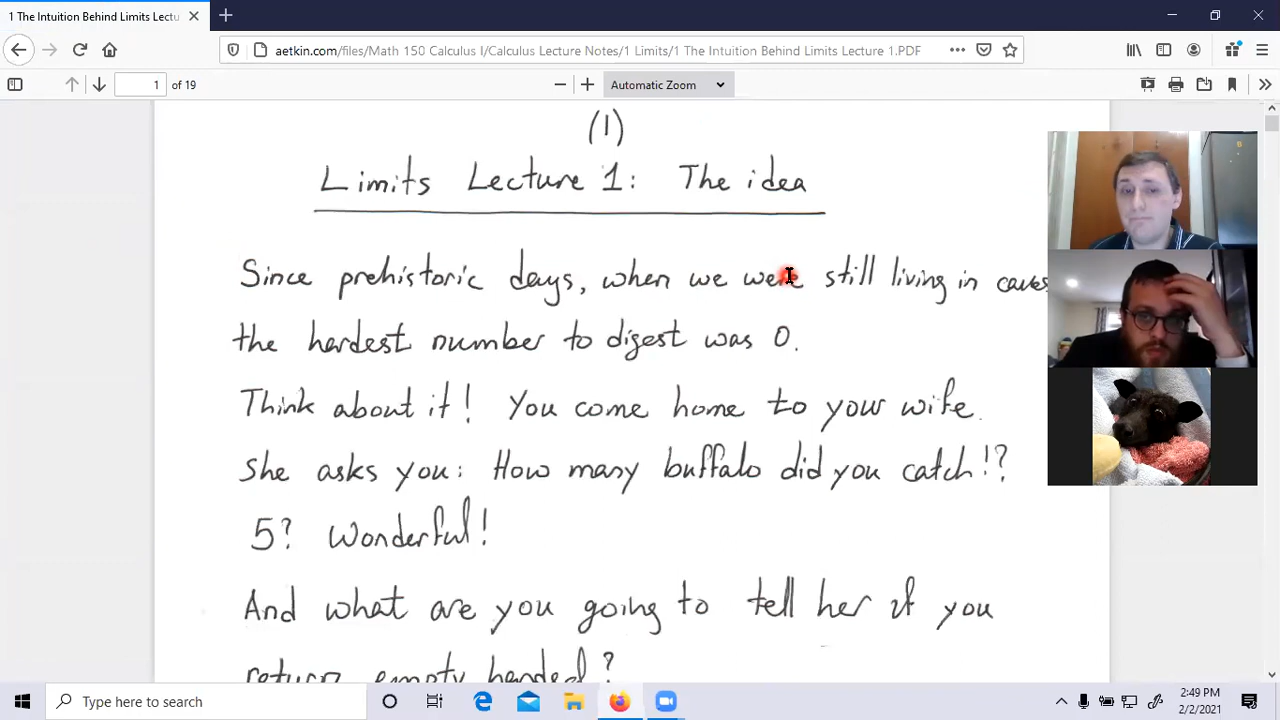 1 The Intuition Behind Limits Lectu
aetkin.com/files/Math 150 Calculus I/Calculus Lecture Notes/1 Limits/1 The Intuition Behind Limits Lecture 1.PDF
1 of 19
Automatic Zoom
(1)
Limits Lecture 1: The idea
Since prehistoric days, when we were still living in caves
the hardest number to digest was 0.
Think about it! You come home to your wife.
She asks you: How many buffalo did you catch!?
5? Wonderful!
And what are you going to tell her if you
return empty handed?
Type here to search
2:49 PM
2/2/2021